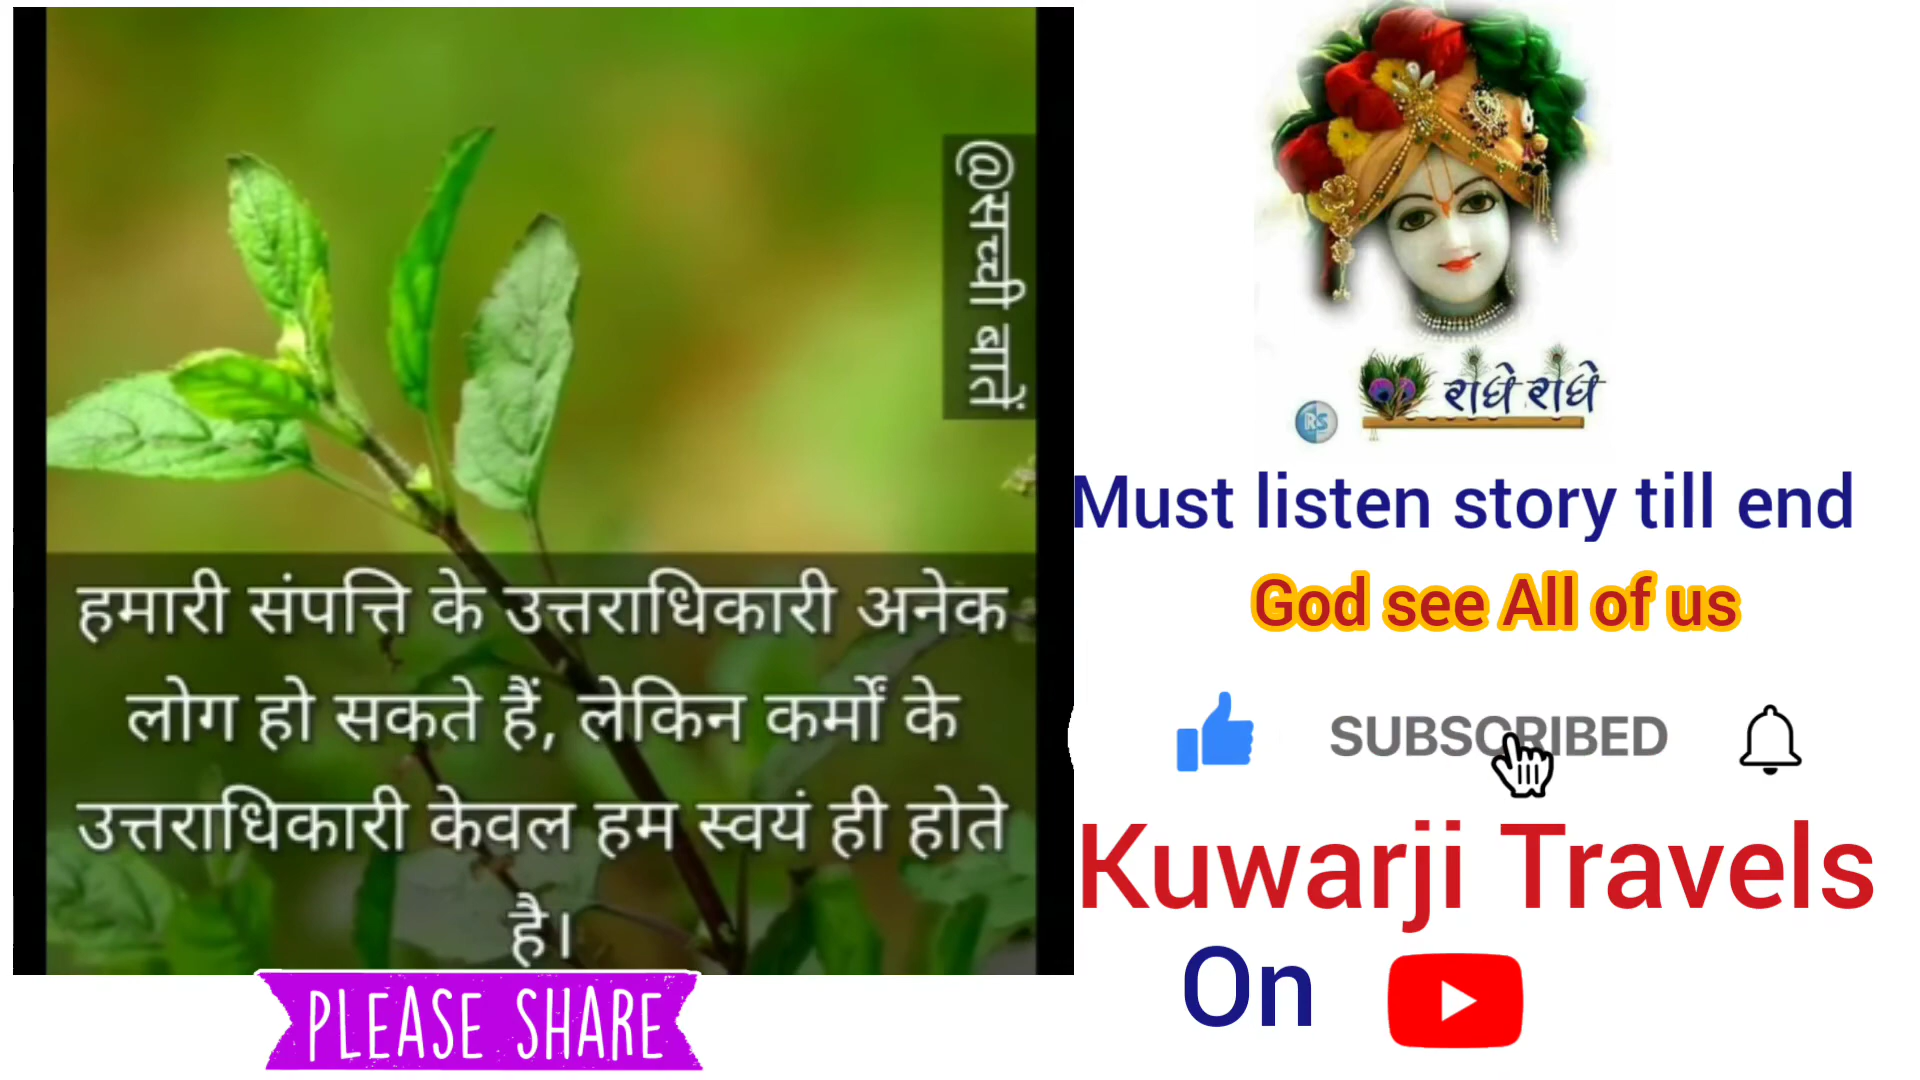 @सच्ची बातें
हमारी संपत्ति के उत्तराधिकारी अनेक
लोग हो सकते हैं, लेकिन कर्मों के
उत्तराधिकारी केवल हम स्वयं ही होते
है।
PLEASE SHARE
RS
राधे राधे
Must listen story till end
God see All of us
SUBSCRIBED
Kuwarji Travels
On